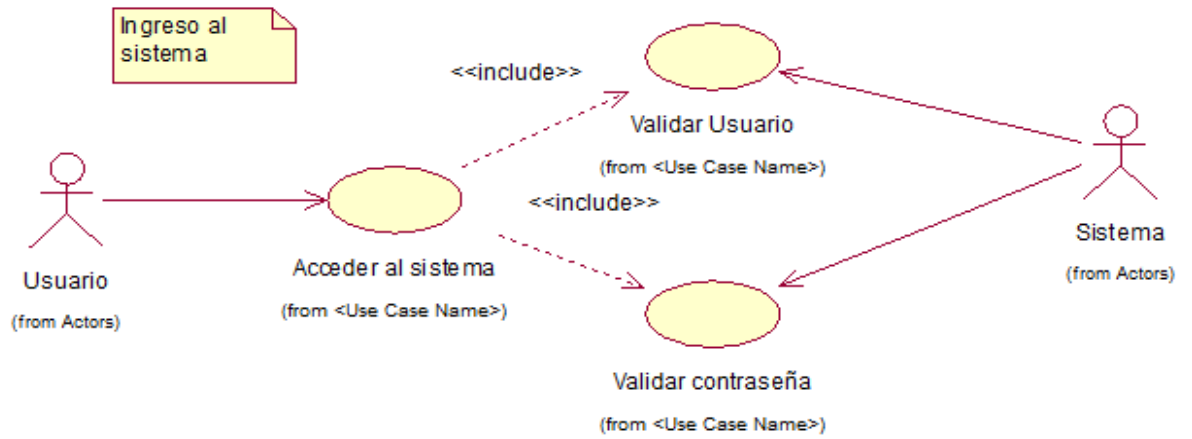 Ingreso al
sistema
<<include>>
Validar Usuario
(from <Use Case Name>)
<<include>>
Usuario
(from Actors)
Acceder al sistema
(from <Use Case Name>)
Sistema
(from Actors)
Validar contraseña
(from <Use Case Name>)